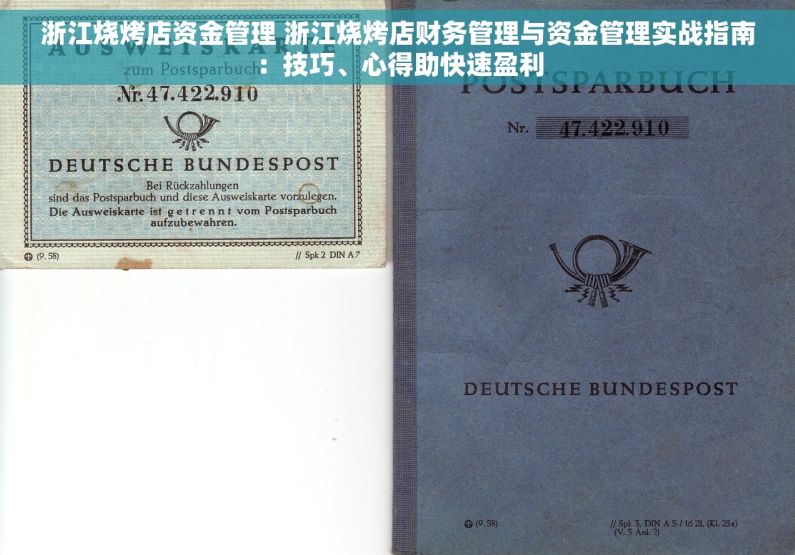 浙江烧烤店资金管理 浙江烧烤店财务管理与资金管理实战指南
：技巧、心得助快速盈利
AUSWEISKARTE
zum Postsparbuch
Nr. 47.422.910
DEUTSCHE BUNDESPOST
Bei Rückzahlungen
sind das Postsparbuch und diese Ausweiskarte vorzulegen.
Die Ausweiskarte ist getrennt vom Postsparbuch
aufzubewahren.
(9. 58)
// Spk 2 DIN A 7
POSTSPARBUCH
Nr. 47.422.910
DEUTSCHE BUNDESPOST
(9. 58)
// Spk 3, DIN A 5 / 16 Bl. (Kl. 23a)
(V. 5 Anl. 2)